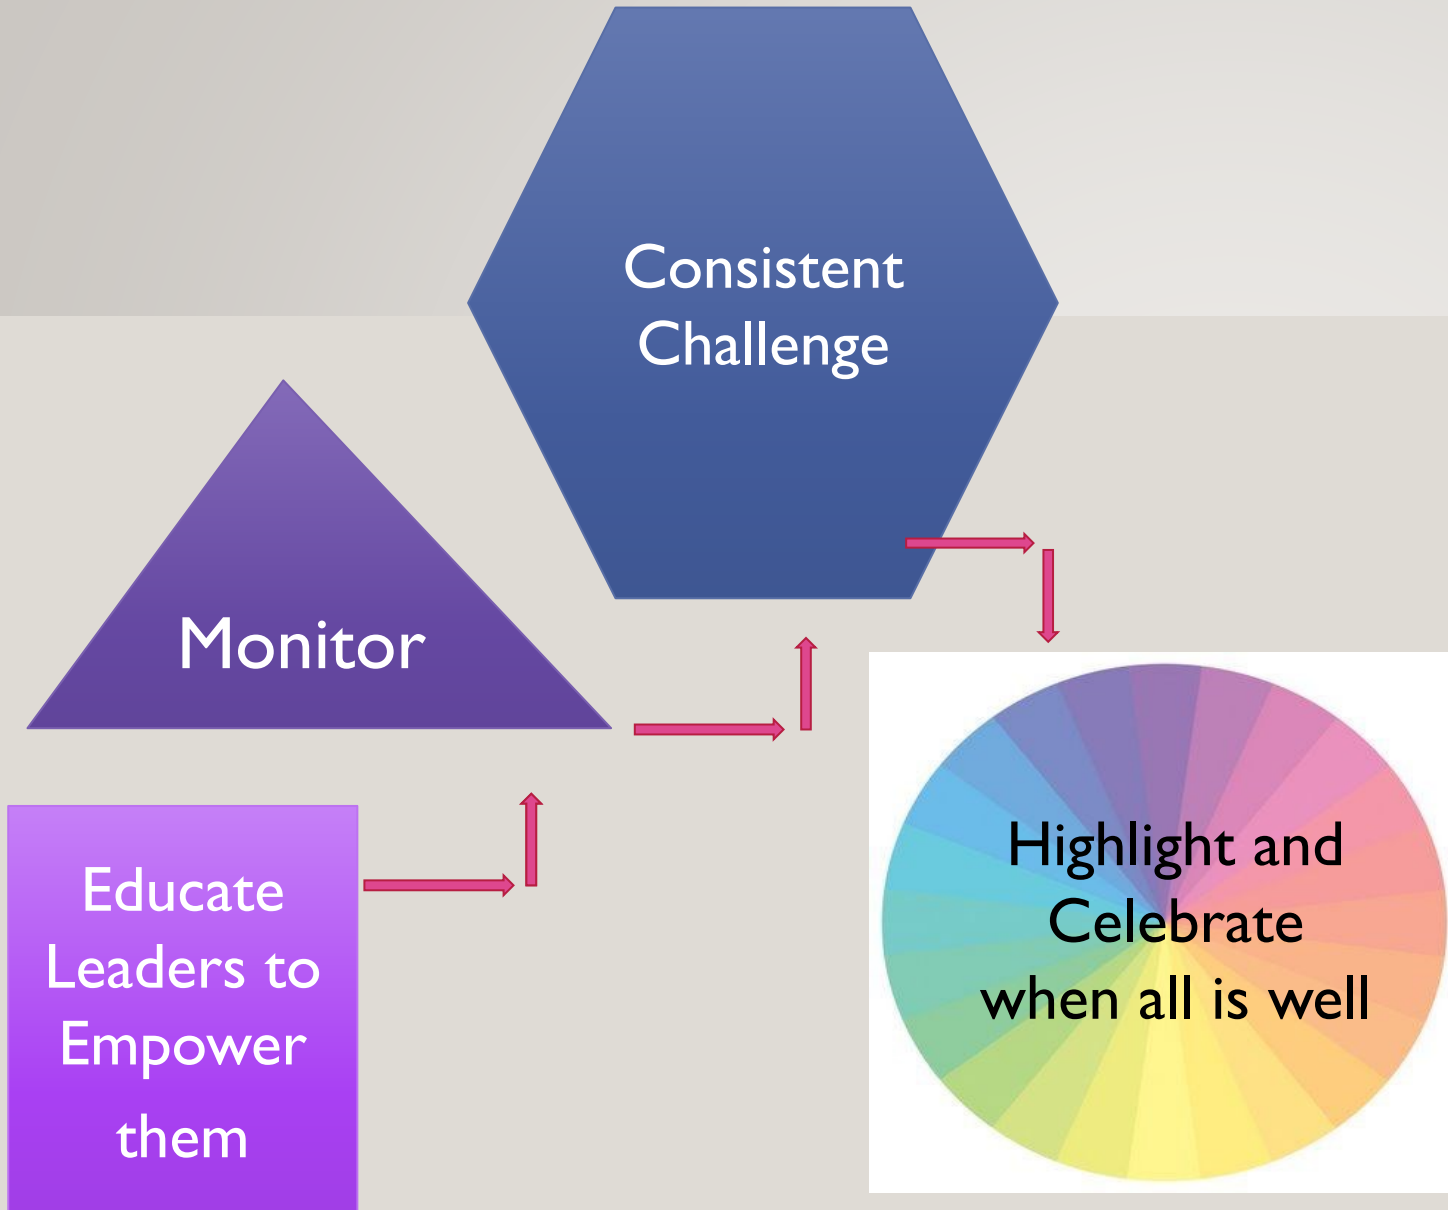 Consistent
Challenge
Monitor
Educate
Leaders to
Empower
them
Highlight and
Celebrate
when all is well